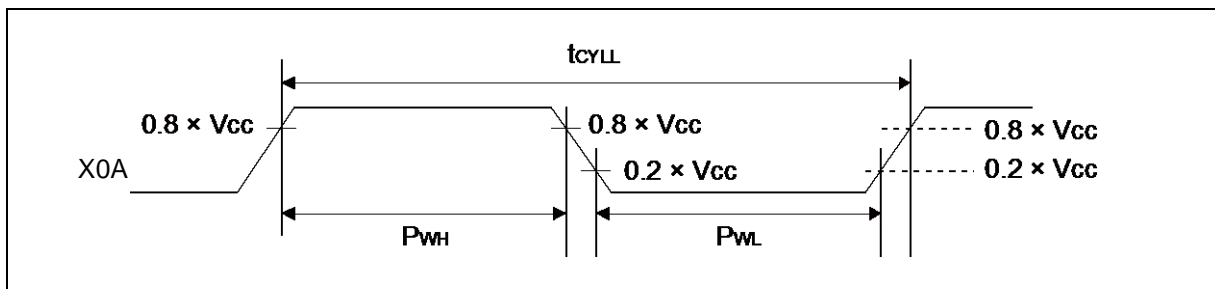 tCYLL
0.8 × VCC
0.8 × VCC
0.8 × VCC
X0A
0.2 × VCC
0.2 × VCC
PWH
PWL